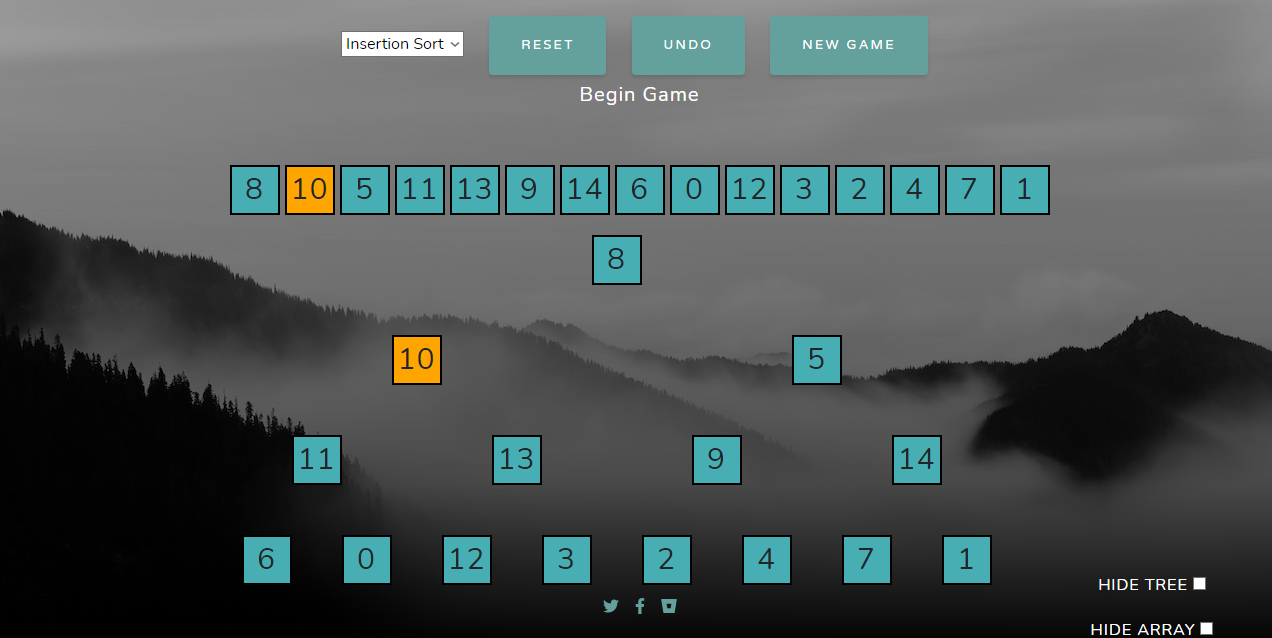 Insertion Sort RESET UNDO NEW GAME
Begin Game
8 10 5 11 13 9 14 6 0 12 3 2 4 7 1
8
10 5
11 13 9 14
6 0 12 3 2 4 7 1
HIDE TREE
HIDE ARRAY